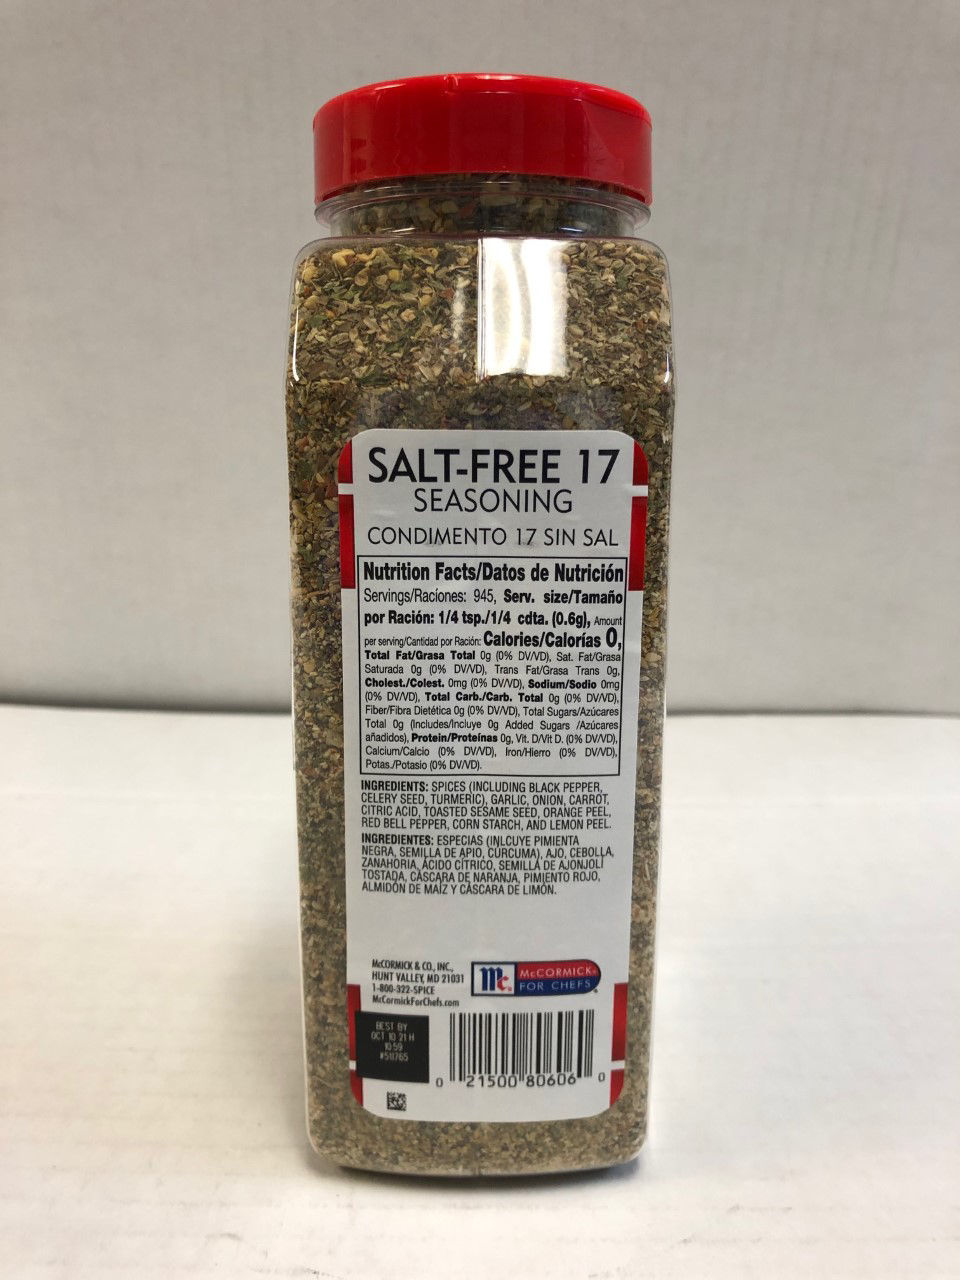 SALT-FREE 17
SEASONING
CONDIMENTO 17 SIN SAL
Nutrition Facts/Datos de Nutrición
Servings/Raciones: 945, Serv. size/Tamaño
por Ración: 1/4 tsp./1/4 cdta. (0.6g), Amount
per serving/Cantidad por Ración: Calories/Calorías 0,
Total Fat/Grasa Total 0g (0% DV/VD), Sat. Fat/Grasa
Saturada 0g (0% DV/VD), Trans Fat/Grasa Trans 0g,
Cholest./Colest. 0mg (0% DV/VD), Sodium/Sodio 0mg
(0% DV/VD), Total Carb./Carb. Total 0g (0% DV/VD),
Fiber/Fibra Dietética 0g (0% DV/VD), Total Sugars/Azúcares
Total 0g (Includes/Incluye 0g Added Sugars /Azúcares
añadidos), Protein/Proteínas 0g, Vit. D/Vit D. (0% DV/VD),
Calcium/Calcio (0% DV/VD), Iron/Hierro (0% DV/VD),
Potas./Potasio (0% DV/VD).
INGREDIENTS: SPICES (INCLUDING BLACK PEPPER,
CELERY SEED, TURMERIC), GARLIC, ONION, CARROT,
CITRIC ACID, TOASTED SESAME SEED, ORANGE PEEL,
RED BELL PEPPER, CORN STARCH, AND LEMON PEEL.
INGREDIENTES: ESPECIAS (INLCUYE PIMIENTA
NEGRA, SEMILLA DE APIO, CÚRCUMA), AJO, CEBOLLA,
ZANAHORIA, ÁCIDO CÍTRICO, SEMILLA DE AJONJOLÍ
TOSTADA, CÁSCARA DE NARANJA, PIMIENTO ROJO,
ALMIDÓN DE MAÍZ Y CÁSCARA DE LIMÓN.
McCORMICK & CO., INC.,
HUNT VALLEY, MD 21031
1-800-322-SPICE
McCormickForChefs.com
Mc McCORMICK
FOR CHEFS
BEST BY
OCT 10 21 H
10:59
#511765
0 21500 80606 0